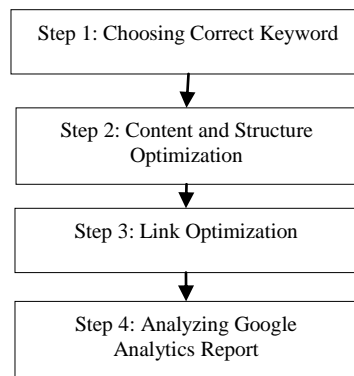 Step 1: Choosing Correct Keyword
Step 2: Content and Structure
Optimization
Step 3: Link Optimization
Step 4: Analyzing Google
Analytics Report